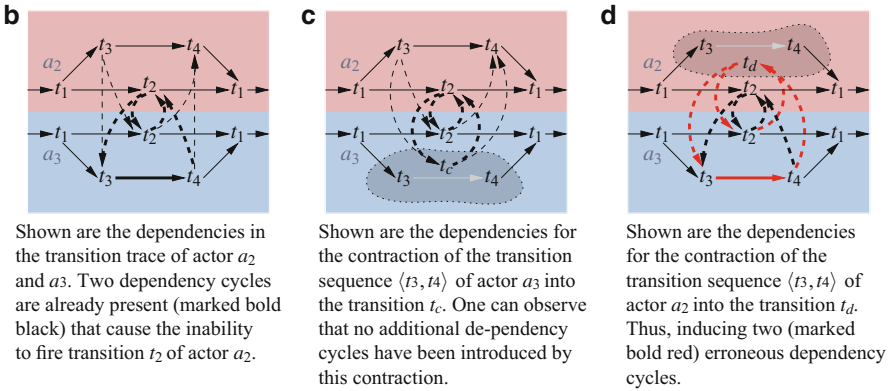 b
t3 t4
a2
t1 t2 t1
t1 t2 t1
a3
t3 t4
Shown are the dependencies in
the transition trace of actor a2
and a3. Two dependency cycles
are already present (marked bold
black) that cause the inability
to fire transition t2 of actor a2.
c
t3 t4
a2
t1 t2 t1
t1 t2 t1
a3
tc
t3 t4
Shown are the dependencies for
the contraction of the transition
sequence ⟨t3, t4⟩ of actor a3 into
the transition tc. One can observe
that no additional de-pendency
cycles have been introduced by
this contraction.
d
t3 t4
a2
td
t1 t2 t1
t1 t2 t1
a3
t3 t4
Shown are the dependencies
for the contraction of the
transition sequence ⟨t3, t4⟩ of
actor a2 into the transition td.
Thus, inducing two (marked
bold red) erroneous dependency
cycles.